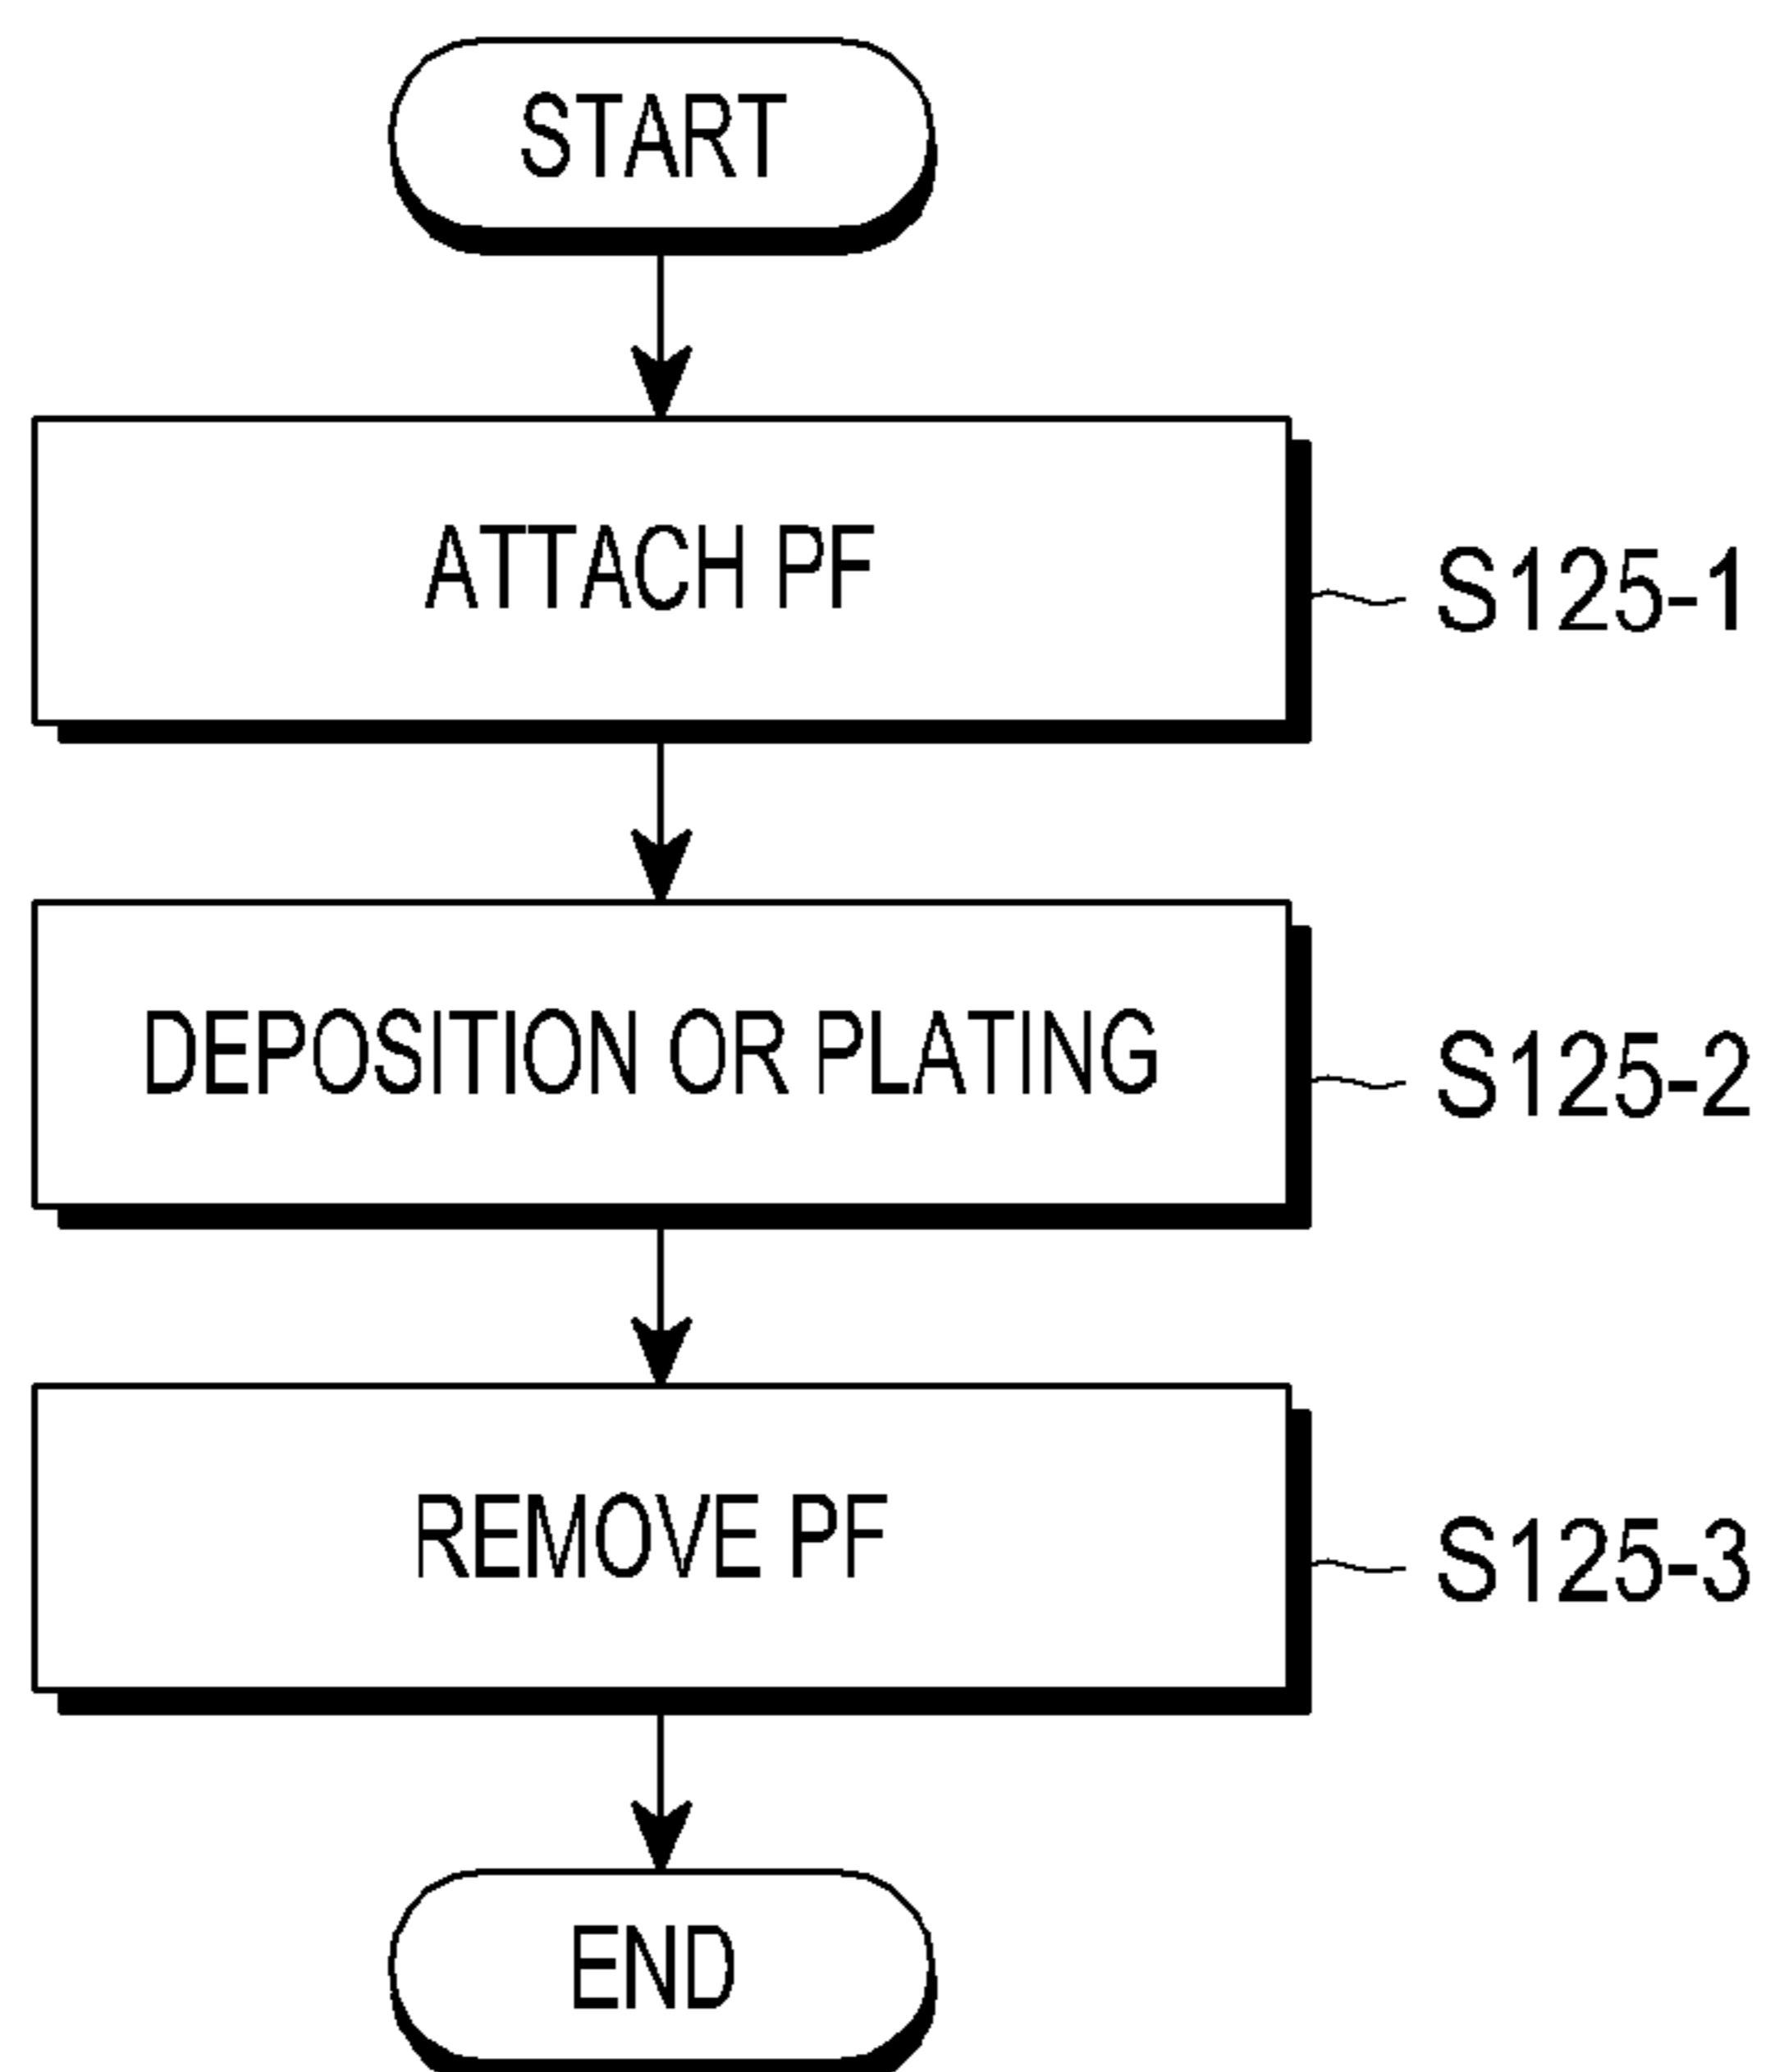 START
ATTACH PF
S125-1
DEPOSITION OR PLATING
S125-2
REMOVE PF
S125-3
END